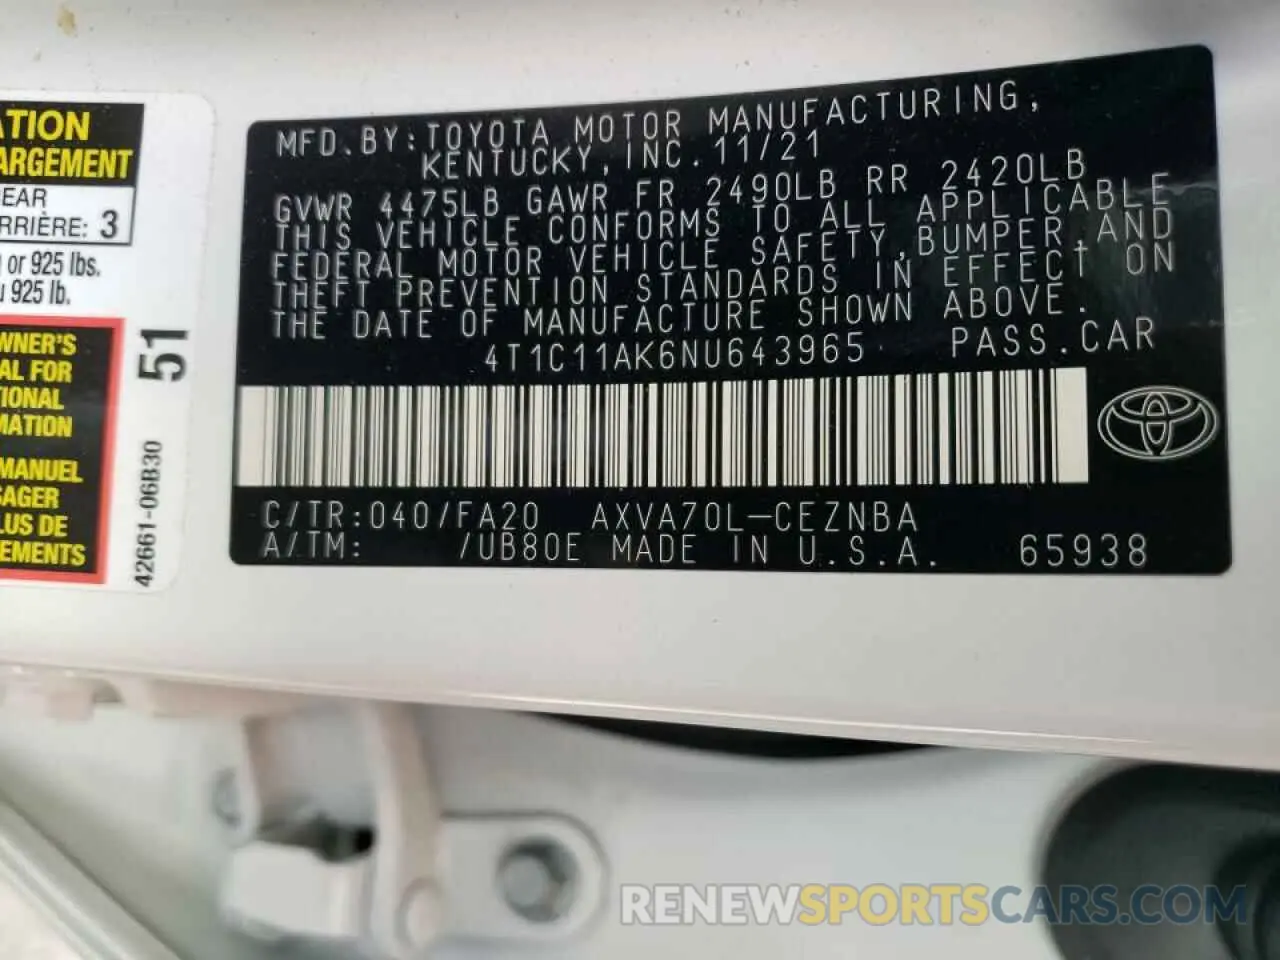 ATION
ARGEMENT
EAR
RRIÈRE: 3
or 925 lbs.
u 925 lb.
WNER'S
AL FOR
IONAL
MATION
MANUEL
SAGER
LUS DE
EMENTS
51
42661-06B30
MFD.BY:TOYOTA MOTOR MANUFACTURING,
KENTUCKY, INC. 11/21
GVWR 4475LB GAWR FR 2490LB RR 2420LB
THIS VEHICLE CONFORMS TO ALL APPLICABLE
FEDERAL MOTOR VEHICLE SAFETY,BUMPER,AND
THEFT PREVENTION STANDARDS IN EFFECT ON
THE DATE OF MANUFACTURE SHOWN ABOVE.
4T1C11AK6NU643965 PASS.CAR
C/TR:040/FA20 AXVA70L-CEZNBA
A/TM: /UB80E MADE IN U.S.A. 65938
RENEWSPORTSCARS.COM